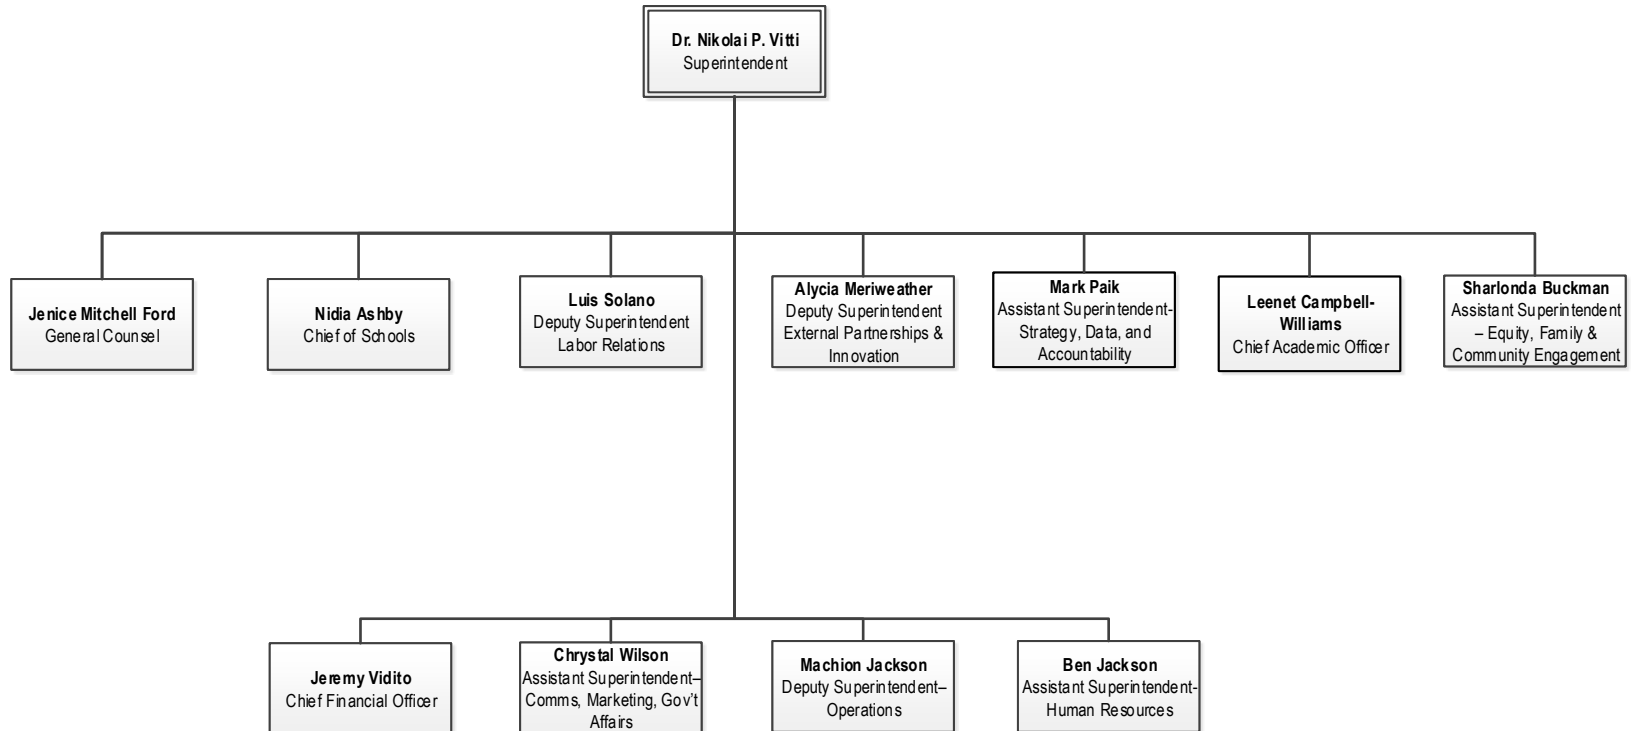 Dr. Nikolai P. Vitti
Superintendent
Jenice Mitchell Ford
General Counsel
Nidia Ashby
Chief of Schools
Luis Solano
Deputy Superintendent
Labor Relations
Alycia Meriweather
Deputy Superintendent
External Partnerships &
Innovation
Mark Paik
Assistant Superintendent-
Strategy, Data, and
Accountability
Leenet Campbell-
Williams
Chief Academic Officer
Sharlonda Buckman
Assistant Superintendent
– Equity, Family &
Community Engagement
Jeremy Vidito
Chief Financial Officer
Chrystal Wilson
Assistant Superintendent–
Comms, Marketing, Gov’t
Affairs
Machion Jackson
Deputy Superintendent–
Operations
Ben Jackson
Assistant Superintendent-
Human Resources